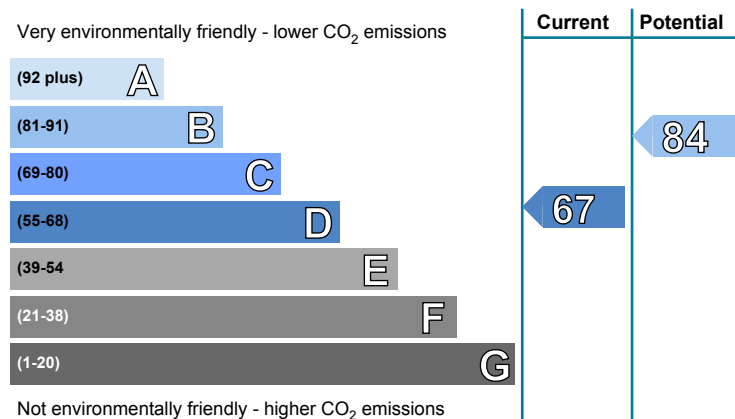 Very environmentally friendly - lower CO2 emissions
Current
Potential
(92 plus) A
(81-91) B
84
(69-80) C
(55-68) D
67
(39-54 E
(21-38) F
(1-20) G
Not environmentally friendly - higher CO2 emissions